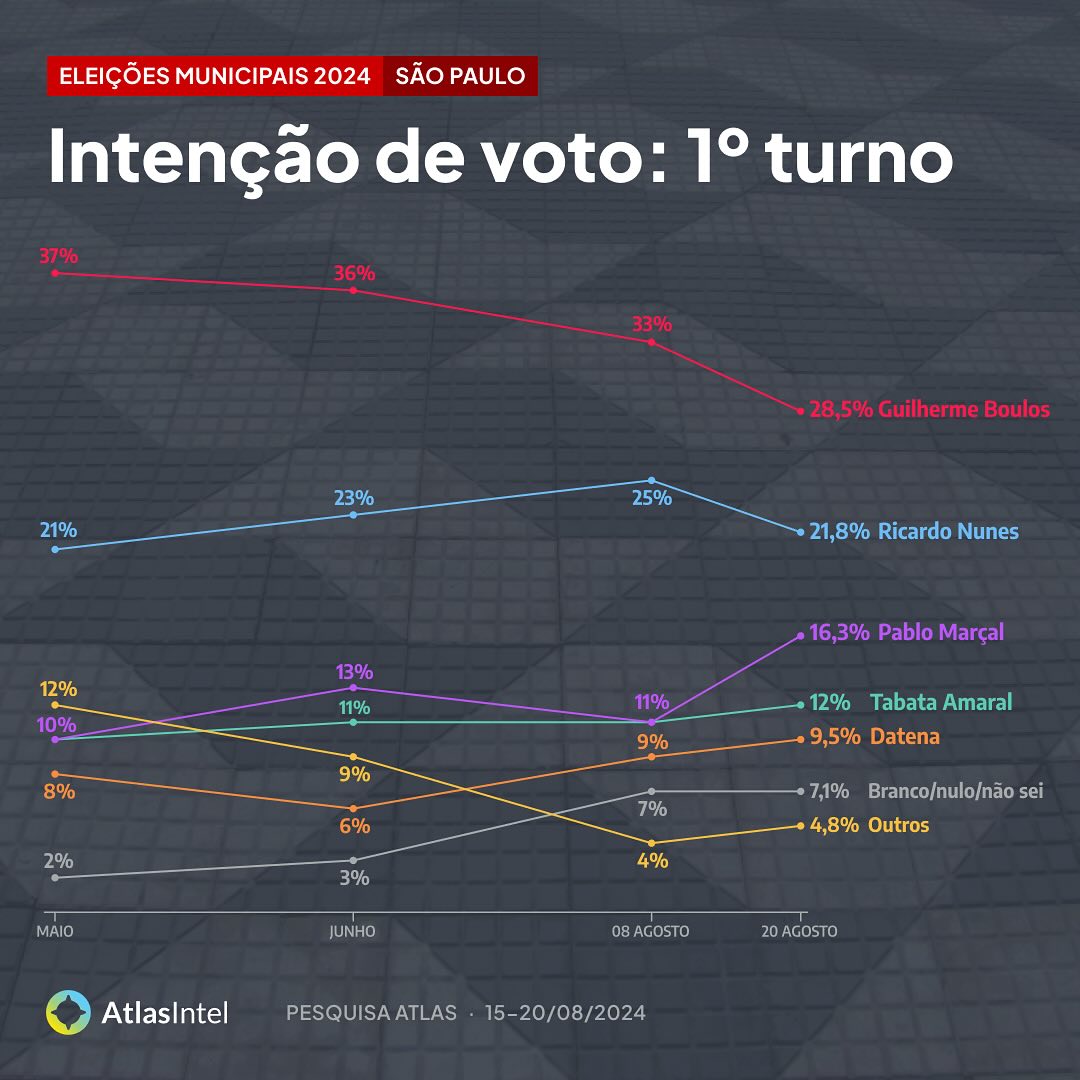 ELEIÇÕES MUNICIPAIS 2024 SÃO PAULO
Intenção de voto: 1º turno
37%
36%
33%
28,5% Guilherme Boulos
21%
23%
25%
21,8% Ricardo Nunes
16,3% Pablo Marçal
12%
13%
11%
12% Tabata Amaral
10%
11%
9%
9,5% Datena
8%
9%
7%
7,1% Branco/nulo/não sei
6%
4,8% Outros
2%
3%
4%
MAIO JUNHO 08 AGOSTO 20 AGOSTO
AtlasIntel PESQUISA ATLAS · 15-20/08/2024